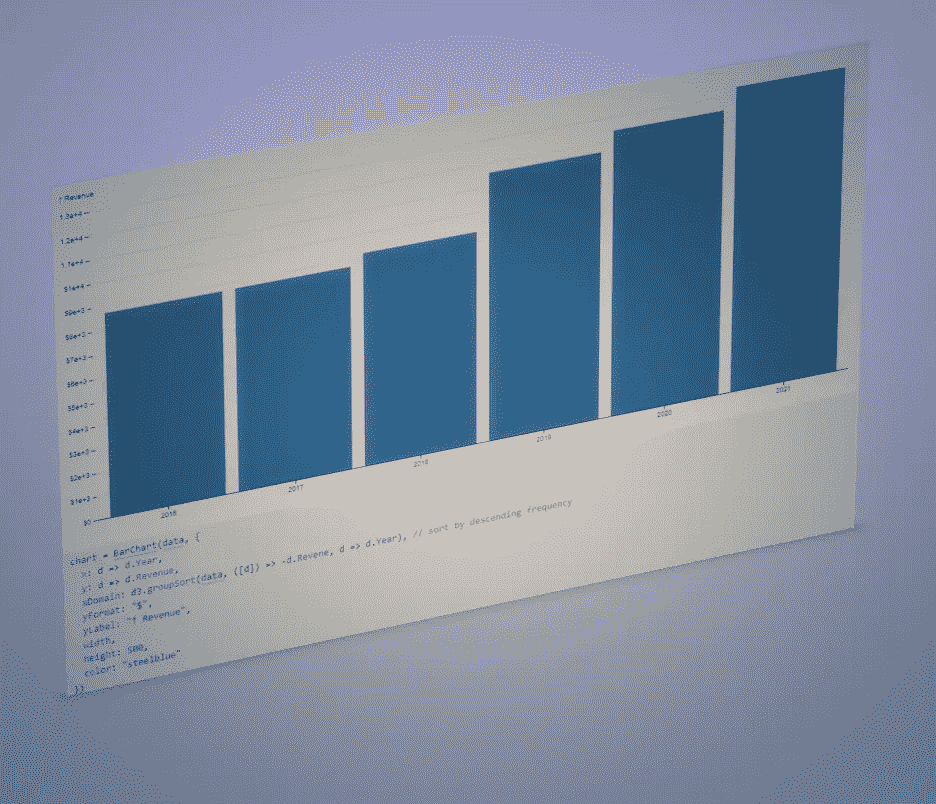 ↑ Revenue
1.3e+4
1.2e+4
1.1e+4
$1e+4
$9e+3
$8e+3
$7e+3
$6e+3
$5e+3
$4e+3
$3e+3
$2e+3
$1e+3
$0
2016 2017 2018 2019 2020 2021
chart = BarChart(data, {
x: d => d.Year,
y: d => d.Revenue,
xDomain: d3.groupSort(data, ([d]) => -d.Revene, d => d.Year), // sort by descending frequency
yFormat: "$",
yLabel: "↑ Revenue",
width,
height: 500,
color: "steelblue"
})